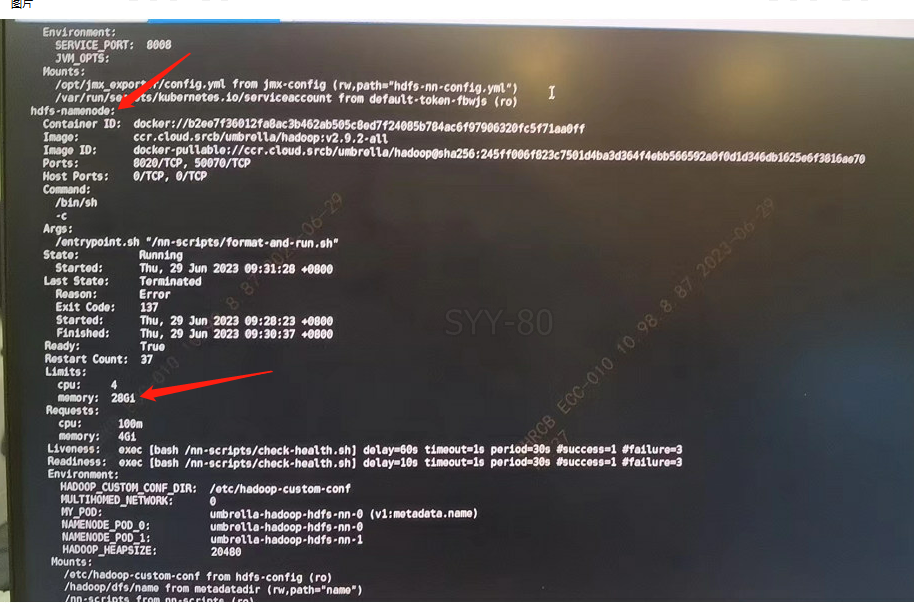 图片
Environment:
SERVICE_PORT: 8008
JVM_OPTS:
Mounts:
/opt/jmx_exporter/config.yml from jmx-config (rw,path="hdfs-nn-config.yml")
/var/run/secrets/kubernetes.io/serviceaccount from default-token-fbwjs (ro)
hdfs-namenode:
Container ID: docker://b2ee7f36012fa8ac3b462ab505c8ed7f24085b784ac6f97906320fc5f71aa0ff
Image: ccr.cloud.srcb/umbrella/hadoop:v2.9.2-all
Image ID: docker-pullable://ccr.cloud.srcb/umbrella/hadoop@sha256:245ff006f823c7501d4ba3d364f4ebb566592a0f0d1d346db1625e6f3816ae70
Ports: 8020/TCP, 50070/TCP
Host Ports: 0/TCP, 0/TCP
Command:
/bin/sh
-c
Args:
/entrypoint.sh "/nn-scripts/format-and-run.sh"
State: Running
Started: Thu, 29 Jun 2023 09:31:28 +0800
Last State: Terminated
Reason: Error
Exit Code: 137
Started: Thu, 29 Jun 2023 09:28:23 +0800
Finished: Thu, 29 Jun 2023 09:30:37 +0800
Ready: True
Restart Count: 37
Limits:
cpu: 4
memory: 28Gi
Requests:
cpu: 100m
memory: 4Gi
Liveness: exec [bash /nn-scripts/check-health.sh] delay=60s timeout=1s period=30s #success=1 #failure=3
Readiness: exec [bash /nn-scripts/check-health.sh] delay=10s timeout=1s period=30s #success=1 #failure=3
Environment:
HADOOP_CUSTOM_CONF_DIR: /etc/hadoop-custom-conf
MULTIHOMED_NETWORK: 0
MY_POD: umbrella-hadoop-hdfs-nn-0 (v1:metadata.name)
NAMENODE_POD_0: umbrella-hadoop-hdfs-nn-0
NAMENODE_POD_1: umbrella-hadoop-hdfs-nn-1
HADOOP_HEAPSIZE: 20480
Mounts:
/etc/hadoop-custom-conf from hdfs-config (ro)
/hadoop/dfs/name from metadatadir (rw,path="name")
/nn-scripts from nn-scripts (ro)
SYY-80
ECC-010 10 98 8 87 2023-06-29